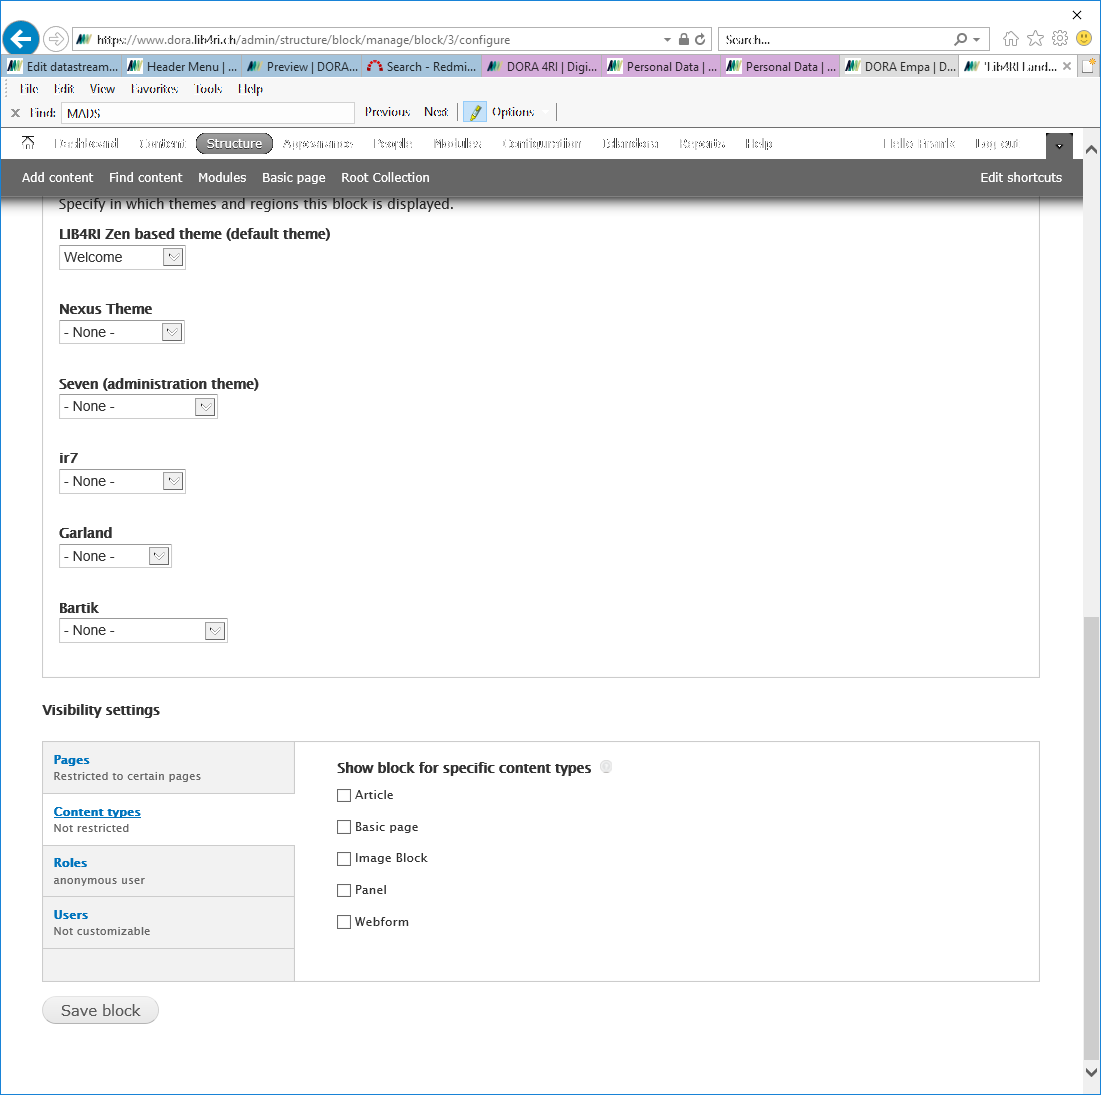 https://www.dora.lib4ri.ch/admin/structure/block/manage/block/3/configure
Search...
Edit datastream...
Header Menu | ...
Preview | DORA...
Search - Redmi...
DORA 4RI | Digi...
Personal Data | ...
Personal Data | ...
DORA Empa | D...
'Lib4RI Land...
File Edit View Favorites Tools Help
Find: MADS Previous Next Options
Dashboard Content Structure Appearance People Modules Configuration Islandora Reports Help Hello Frank Log out
Add content Find content Modules Basic page Root Collection Edit shortcuts
Specify in which themes and regions this block is displayed.
LIB4RI Zen based theme (default theme)
Welcome
Nexus Theme
- None -
Seven (administration theme)
- None -
ir7
- None -
Garland
- None -
Bartik
- None -
Visibility settings
Pages
Restricted to certain pages
Content types
Not restricted
Roles
anonymous user
Users
Not customizable
Show block for specific content types
Article
Basic page
Image Block
Panel
Webform
Save block